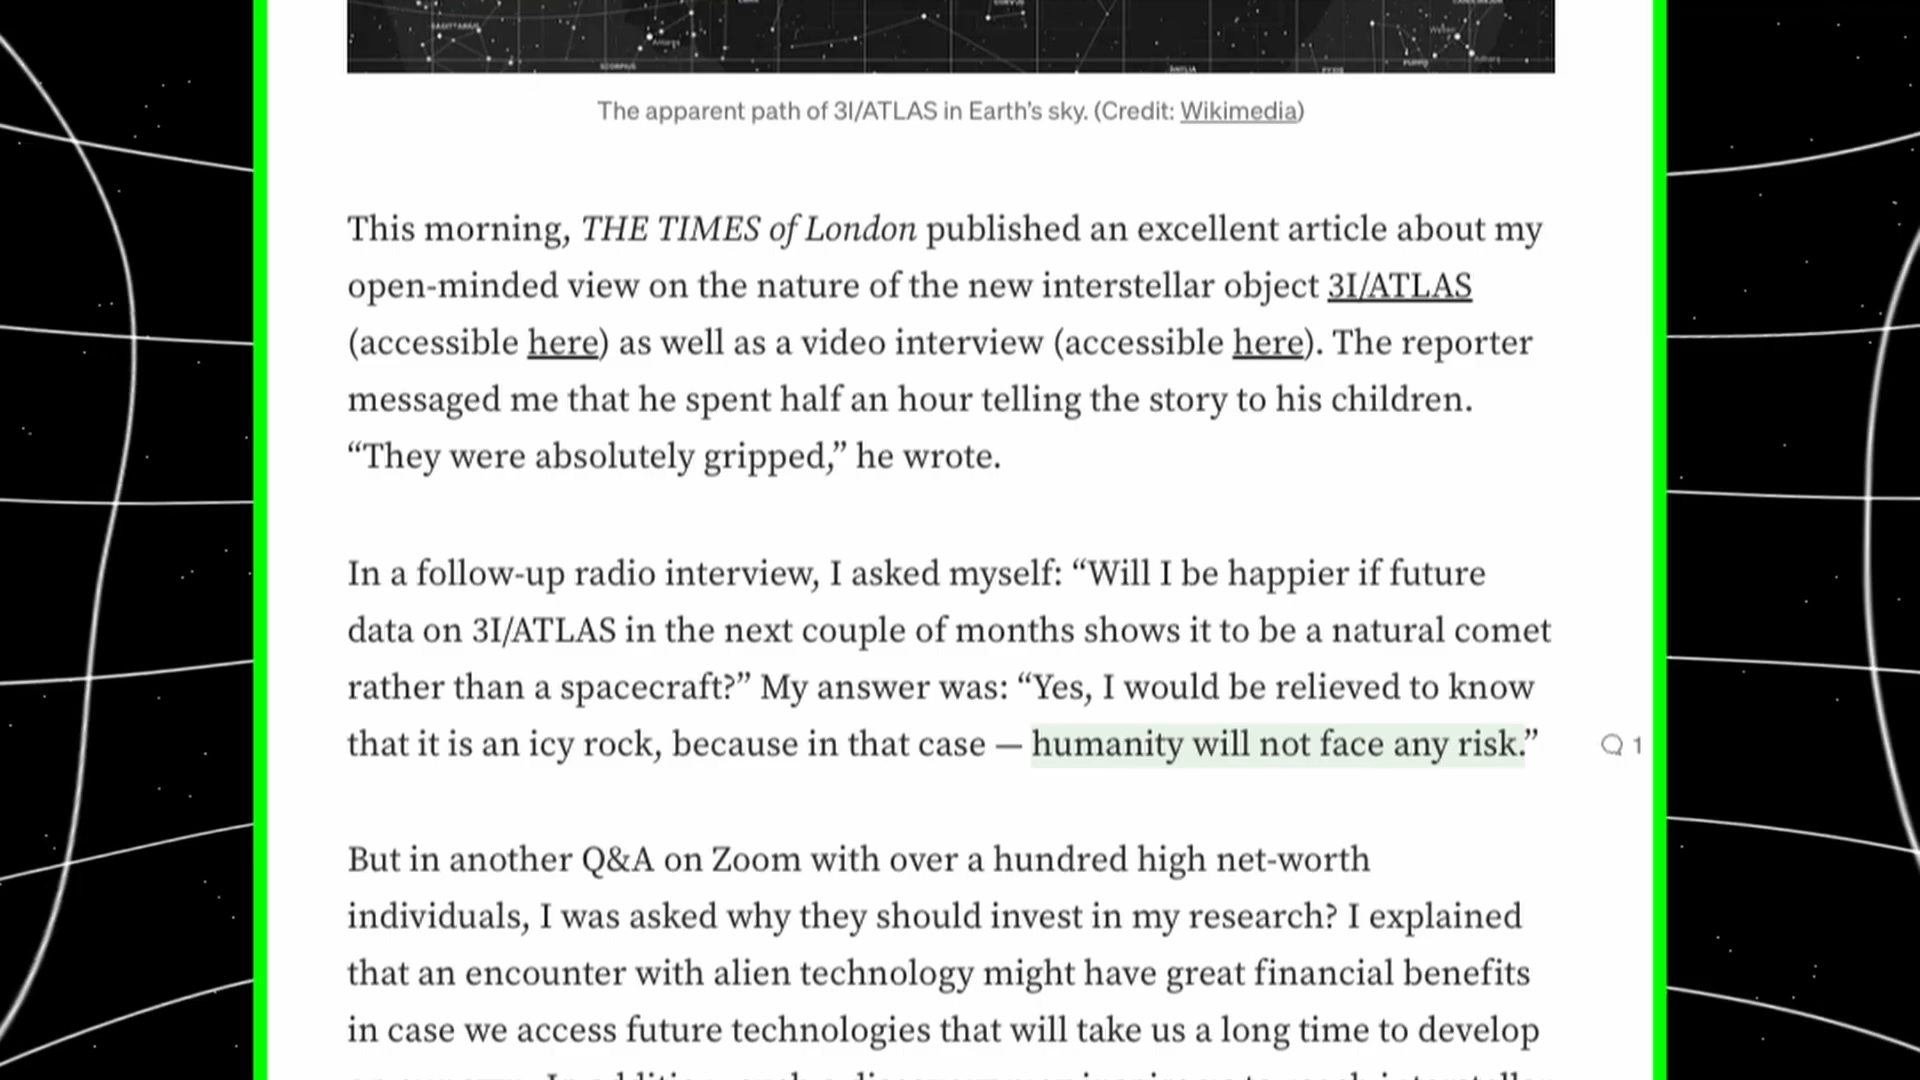 SCORPIUS
The apparent path of 3I/ATLAS in Earth's sky. (Credit: Wikimedia)
This morning, THE TIMES of London published an excellent article about my
open-minded view on the nature of the new interstellar object 3I/ATLAS
(accessible here) as well as a video interview (accessible here). The reporter
messaged me that he spent half an hour telling the story to his children.
“They were absolutely gripped,” he wrote.
In a follow-up radio interview, I asked myself: “Will I be happier if future
data on 3I/ATLAS in the next couple of months shows it to be a natural comet
rather than a spacecraft?” My answer was: “Yes, I would be relieved to know
that it is an icy rock, because in that case — humanity will not face any risk.”
1
But in another Q&A on Zoom with over a hundred high net-worth
individuals, I was asked why they should invest in my research? I explained
that an encounter with alien technology might have great financial benefits
in case we access future technologies that will take us a long time to develop